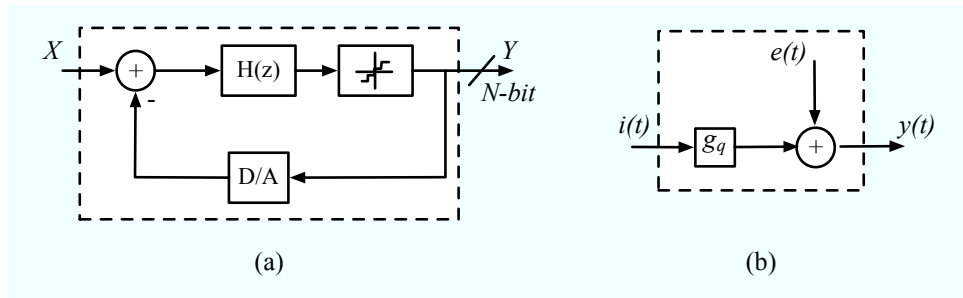 X
+
-
H(z)
Y
N-bit
D/A
(a)
e(t)
i(t)
g_q
+
y(t)
(b)